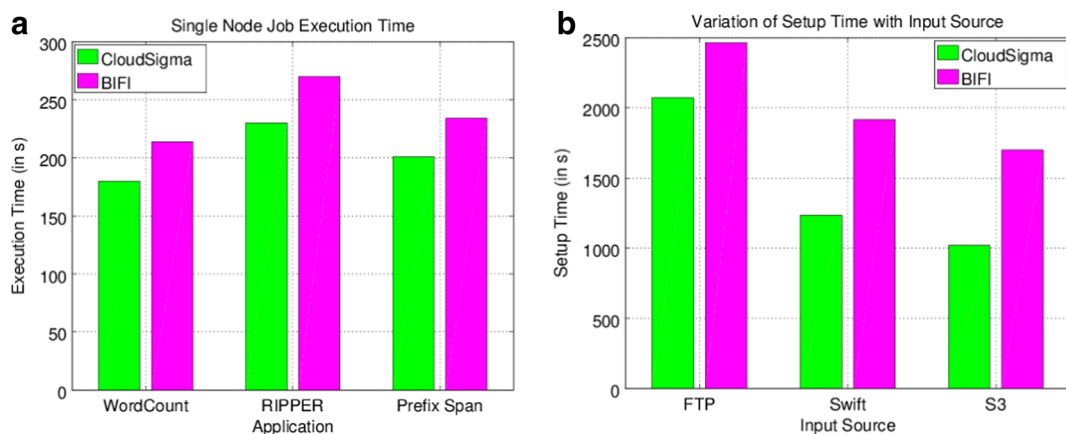 a
Single Node Job Execution Time
300
250
200
150
100
50
0
Execution Time (in s)
CloudSigma
BIFI
WordCount
RIPPER
Prefix Span
Application
b
Variation of Setup Time with Input Source
2500
2000
1500
1000
500
0
Setup Time (in s)
CloudSigma
BIFI
FTP
Swift
S3
Input Source